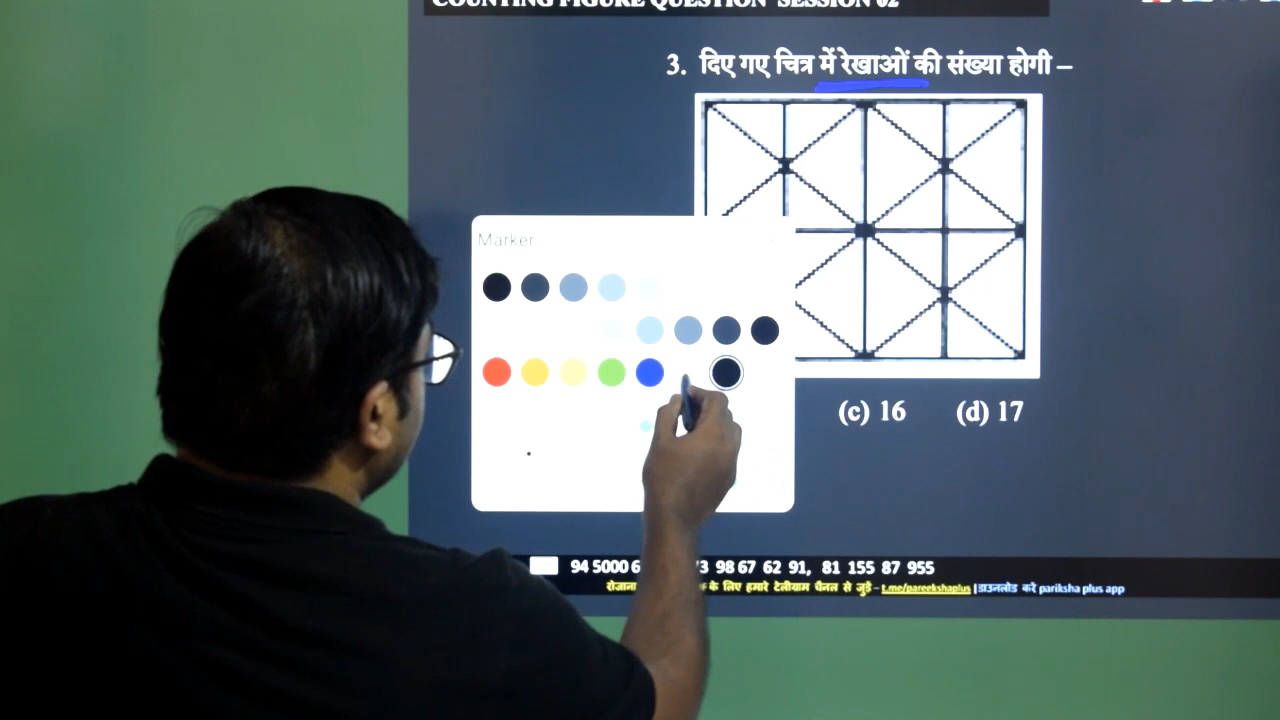 COUNTING FIGURE QUESTION SESSION 02
3. दिए गए चित्र में रेखाओं की संख्या होगी –
Marker
(c) 16 (d) 17
94 5000 6 3 98 67 62 91, 81 155 87 955
रोजाना के लिए हमारे टेलीग्राम चैनल से जुड़ें – t.me/pareekshaplus | डाउनलोड करें pariksha plus app